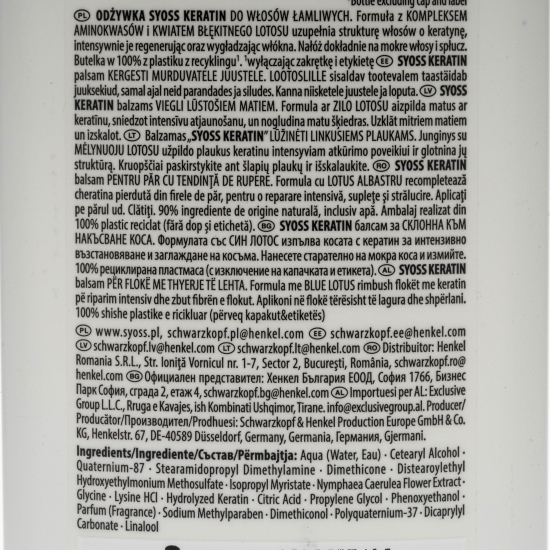 *Bottle excluding cap and label
PL ODŻYWKA SYOSS KERATIN DO WŁOSÓW ŁAMLIWYCH. Formuła z KOMPLEKSEM
AMINOKWASÓW i KWIATEM BŁĘKITNEGO LOTOSU uzupełnia strukturę włosów o keratynę,
intensywnie je regenerując oraz wygładzając włókna. Nałóż dokładnie na mokre włosy i spłucz.
Butelka w 100% z plastiku z recyklingu¹. ¹wyłączając zakrętkę i etykietę EE SYOSS KERATIN
palsam KERGESTI MURDUVATELE JUUSTELE. LOOTOSLILLE sisaldav tootevalem taastäidab
juuksekiud, samal ajal neid parandades ja siludes. Kanna niisketele juustele ja loputa. LV SYOSS
KERATIN balzams VIEGLI LŪSTOŠIEM MATIEM. Formula ar ZILO LOTOSU aizpilda matus ar
keratīnu, sniedzot intensīvu atjaunošanu, un nogludina matu šķiedras. Uzklāt mitriem matiem
un izskalot. LT Balzamas „SYOSS KERATIN" LŪŽINĖTI LINKUSIEMS PLAUKAMS. Junginys su
MĖLYNUOJU LOTOSU užpildo plaukus keratinu intensyviam atkūrimo poveikiui ir glotnina jų
struktūrą. Kruopščiai paskirstykite ant šlapių plaukų ir išskalaukite. RO SYOSS KERATIN
balsam PENTRU PĂR CU TENDINȚĂ DE RUPERE. Formula cu LOTUS ALBASTRU recompletează
cheratina pierdută din firele de păr, pentru o reparare intensivă, suplețe și strălucire. Aplicați
pe părul ud. Clătiți. 90% ingrediente de origine naturală, inclusiv apă. Ambalaj realizat din
100% plastic reciclat (fără dop și etichetă). BG SYOSS KERATIN балсам за СКЛОННА КЪМ
НАКЪСВАНЕ КОСА. Формулата със СИН ЛОТОС изпълва косата с кератин за интензивно
възстановяване и заглаждане на косъма. Нанесете старателно на мокра коса и измийте.
100% рециклирана пластмаса (с изключение на капачката и етикета). AL SYOSS KERATIN
balsam PËR FLOKË ME THYERJE TË LEHTA. Formula me BLUE LOTUS rimbush flokët me keratin
për riparim intensiv dhe zbut fibrën e flokut. Aplikoni në flokë tërësisht të lagura dhe shpërlani.
100% shishe plastike e ricikluar (përveq kapakut&etiketës)
PL www.syoss.pl, schwarzkopf.pl@henkel.com EE schwarzkopf.ee@henkel.com
LV schwarzkopf.lv@henkel.com LT schwarzkopf.lt@henkel.com RO Distribuitor: Henkel
Romania S.R.L., Str. Ioniță Vornicul nr. 1-7, Sector 2, București, România, schwarzkopf.ro@
henkel.com BG Официален представител: Хенкел България ЕООД, София 1766, Бизнес
Парк София, сграда 2, етаж 4, schwarzkopf.bg@henkel.com AL Importuesi per AL: Exclusive
Group L.L.C., Rruga e Kavajes, ish Kombinati Ushqimor, Tirane. info@exclusivegroup.al. Producer/
Producător/Произведено/Prodhuesi: Schwarzkopf & Henkel Production Europe GmbH & Co.
KG, Henkelstr. 67, DE-40589 Düsseldorf, Germany, Germania, Германия, Gjermani.
Ingredients/Ingrediente/Състав/Përmbajtja: Aqua (Water, Eau) · Cetearyl Alcohol ·
Quaternium-87 · Stearamidopropyl Dimethylamine · Dimethicone · Distearoylethyl
Hydroxyethylmonium Methosulfate · Isopropyl Myristate · Nymphaea Caerulea Flower Extract ·
Glycine · Lysine HCl · Hydrolyzed Keratin · Citric Acid · Propylene Glycol · Phenoxyethanol ·
Parfum (Fragrance) · Sodium Methylparaben · Dimethiconol · Polyquaternium-37 · Dicaprylyl
Carbonate · Linalool